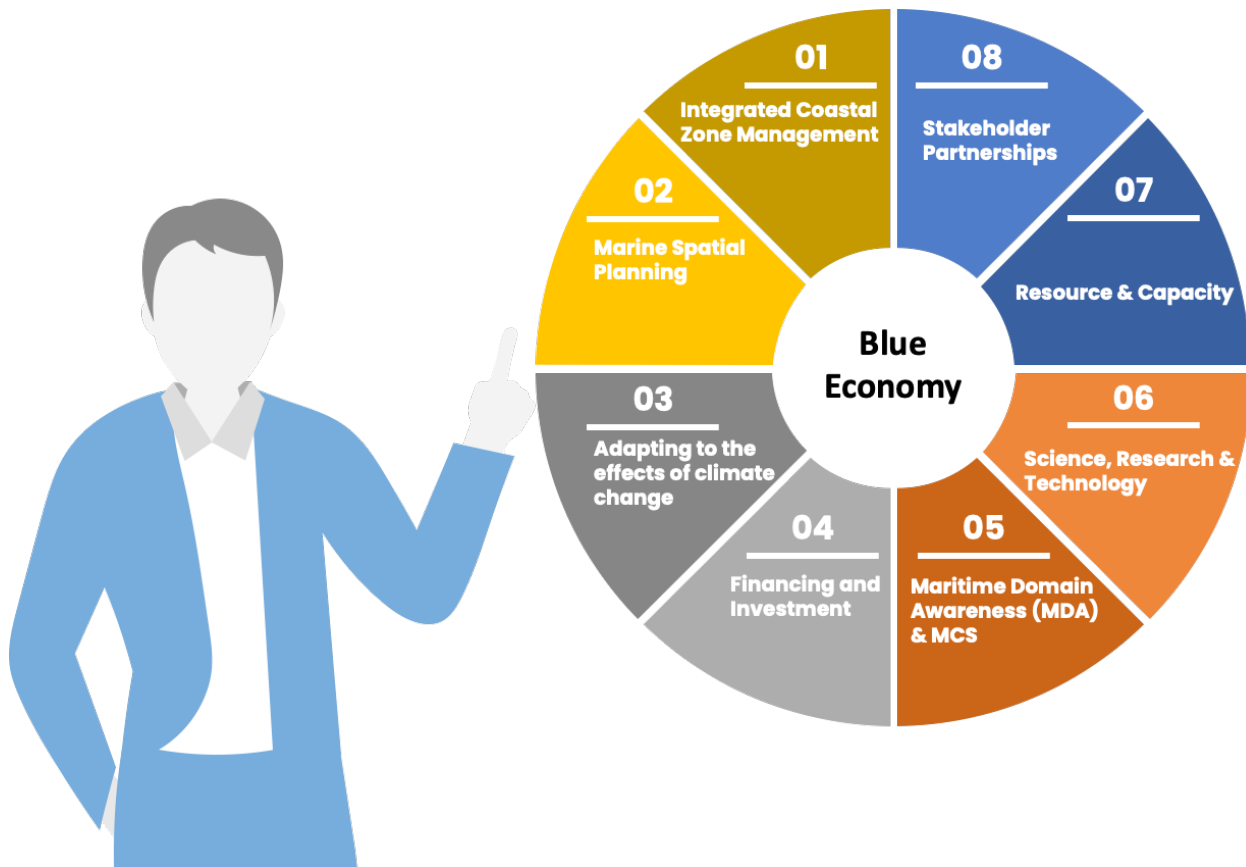 01
Integrated Coastal
Zone Management
02
Marine Spatial
Planning
03
Adapting to the
effects of climate
change
04
Financing and
Investment
05
Maritime Domain
Awareness (MDA)
& MCS
06
Science, Research &
Technology
07
Resource & Capacity
08
Stakeholder
Partnerships
Blue
Economy